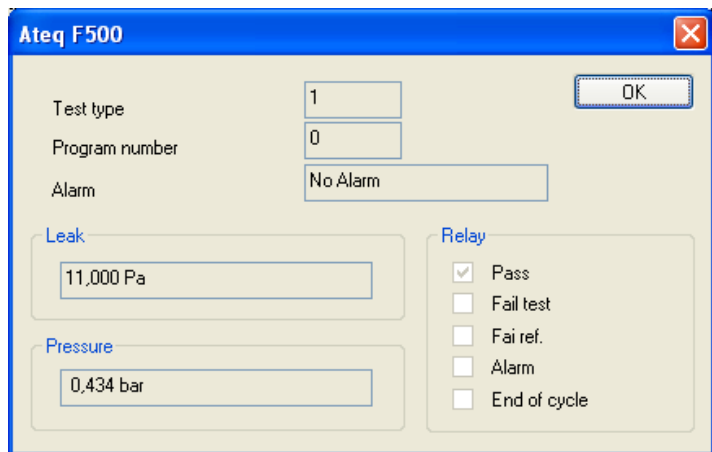 Ateq F500
Test type 1 OK
Program number 0
Alarm No Alarm
Leak
11,000 Pa
Pressure
0,434 bar
Relay
Pass
Fail test
Fai ref.
Alarm
End of cycle